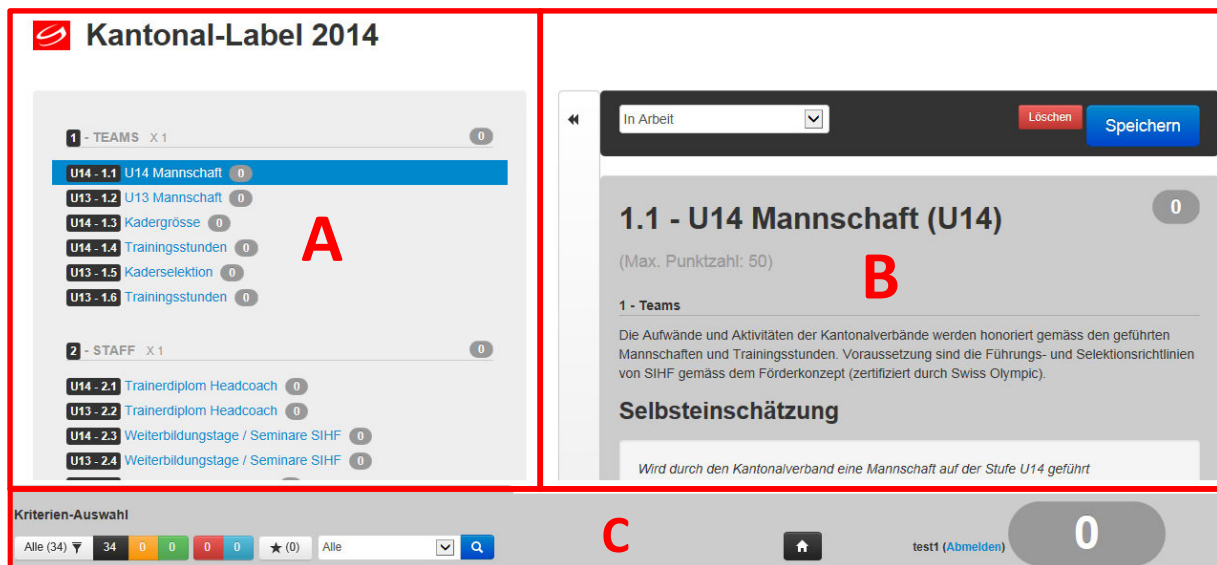 Kantonal-Label 2014
1 - TEAMS X 1 0
U14 - 1.1 U14 Mannschaft 0
U13 - 1.2 U13 Mannschaft 0
U14 - 1.3 Kadergrösse 0
U14 - 1.4 Trainingsstunden 0
U13 - 1.5 Kaderselektion 0
U13 - 1.6 Trainingsstunden 0
A
2 - STAFF X 1 0
U14 - 2.1 Trainerdiplom Headcoach 0
U13 - 2.2 Trainerdiplom Headcoach 0
U14 - 2.3 Weiterbildungstage / Seminare SIHF 0
U13 - 2.4 Weiterbildungstage / Seminare SIHF 0
In Arbeit
Löschen
Speichern
1.1 - U14 Mannschaft (U14)
0
(Max. Punktzahl: 50)
B
1 - Teams
Die Aufwände und Aktivitäten der Kantonalverbände werden honoriert gemäss den geführten
Mannschaften und Trainingsstunden. Voraussetzung sind die Führungs- und Selektionsrichtlinien
von SIHF gemäss dem Förderkonzept (zertifiziert durch Swiss Olympic).
Selbsteinschätzung
Wird durch den Kantonalverband eine Mannschaft auf der Stufe U14 geführt
Kriterien-Auswahl
Alle (34) 34 0 0 0 0 ★ (0) Alle
C
test1 (Abmelden)
0